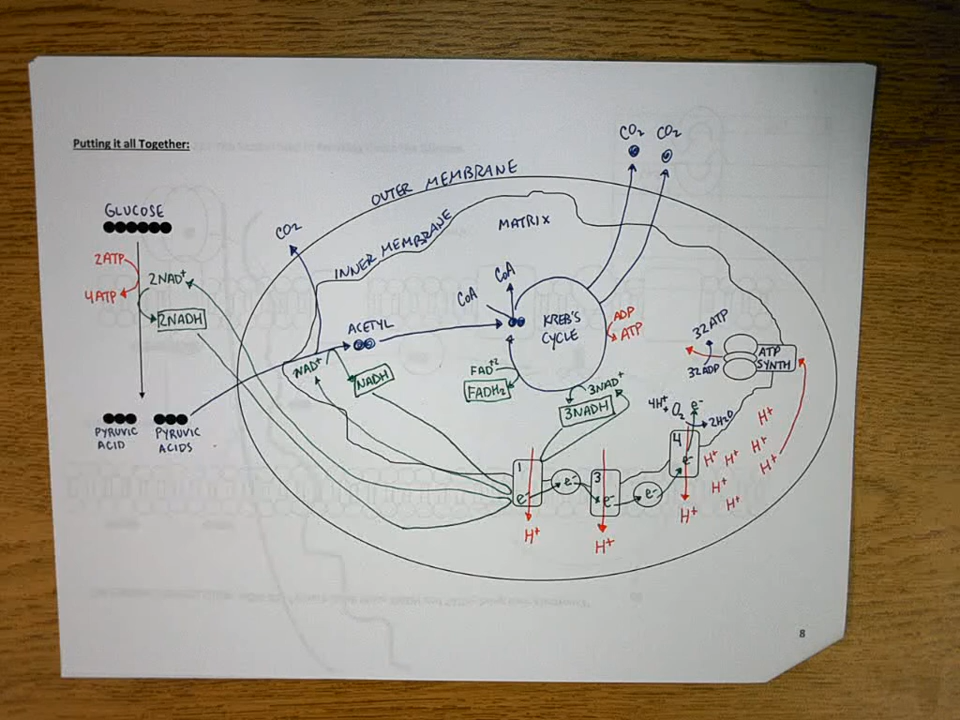 Putting it all Together:
GLUCOSE
2ATP
4ATP
2NAD+
2NADH
PYRUVIC
ACID
PYRUVIC
ACIDS
CO2
OUTER MEMBRANE
INNER MEMBRANE
MATRIX
CO2
CO2
NAD+
NADH
ACETYL
CoA
CoA
KREB'S
CYCLE
ADP
ATP
FAD+2
FADH2
3NAD+
3NADH
32ATP
32ADP
ATP
SYNTH
4H+
+ O2
e-
2H2O
1
e-
e-
3
e-
e-
4
e-
H+
H+
H+
H+
H+
H+
H+
H+
H+
H+
8